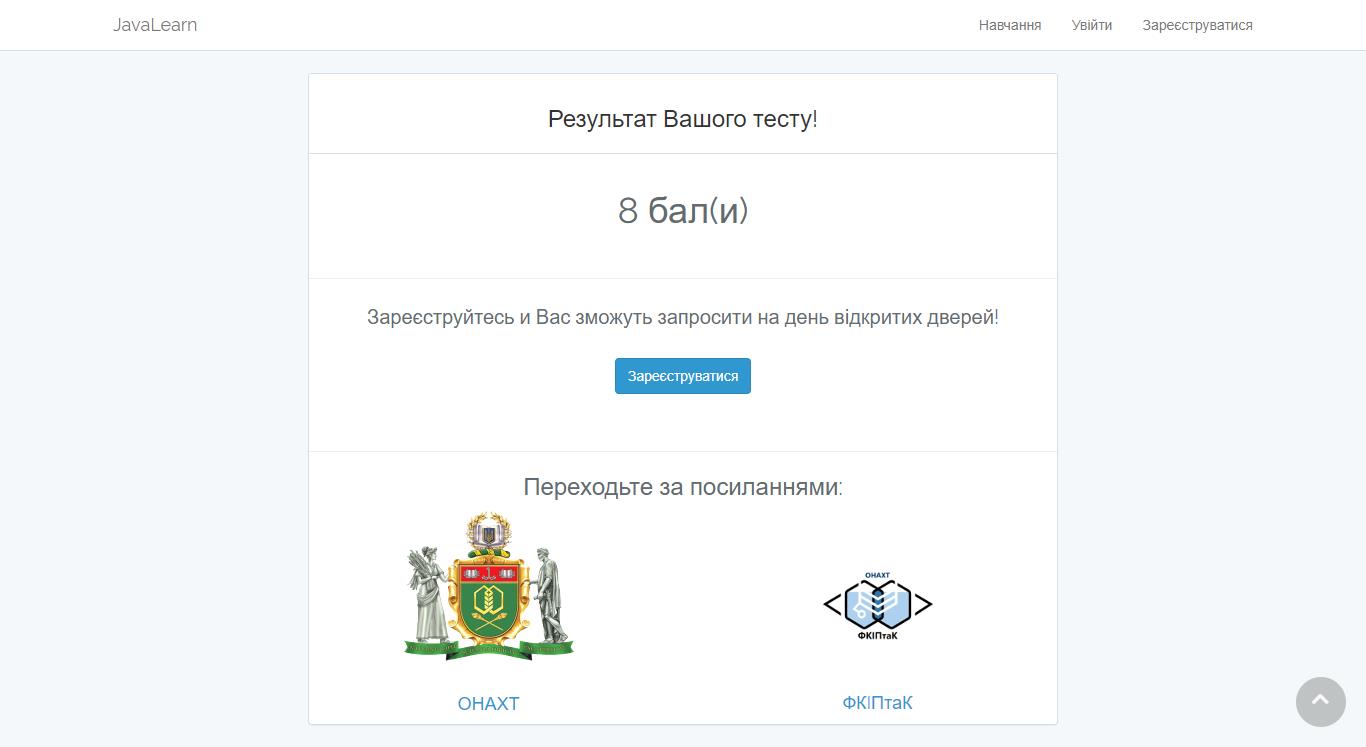 JavaLearn
Навчання Увійти Зареєструватися
Результат Вашого тесту!
8 бал(и)
Зареєструйтесь и Вас зможуть запросити на день відкритих дверей!
Зареєструватися
Переходьте за посиланнями:
ОНАХТ
ФКІПтаК
ОНАХТ
ФКІПтаК